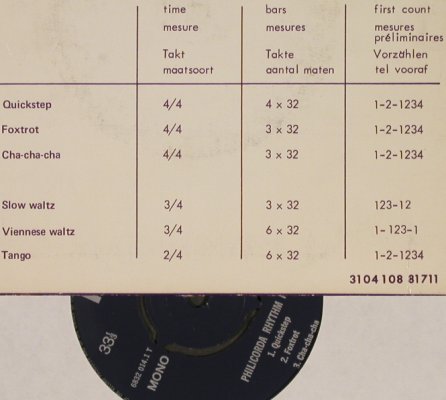 time bars first count
mesure mesures mesures
préliminaires
Takt Takte Vorzählen
maatsoort aantal maten tel vooraf
Quickstep 4/4 4 x 32 1-2-1234
Foxtrot 4/4 3 x 32 1-2-1234
Cha-cha-cha 4/4 3 x 32 1-2-1234
Slow waltz 3/4 3 x 32 123-12
Viennese waltz 3/4 6 x 32 1-123-1
Tango 2/4 6 x 32 1-2-1234
3104 108 81711
33⅓
6832 014.1 T
MONO
PHILICORDA RHYTHM
1. Quickstep
2. Foxtrot
3. Cha-cha-cha